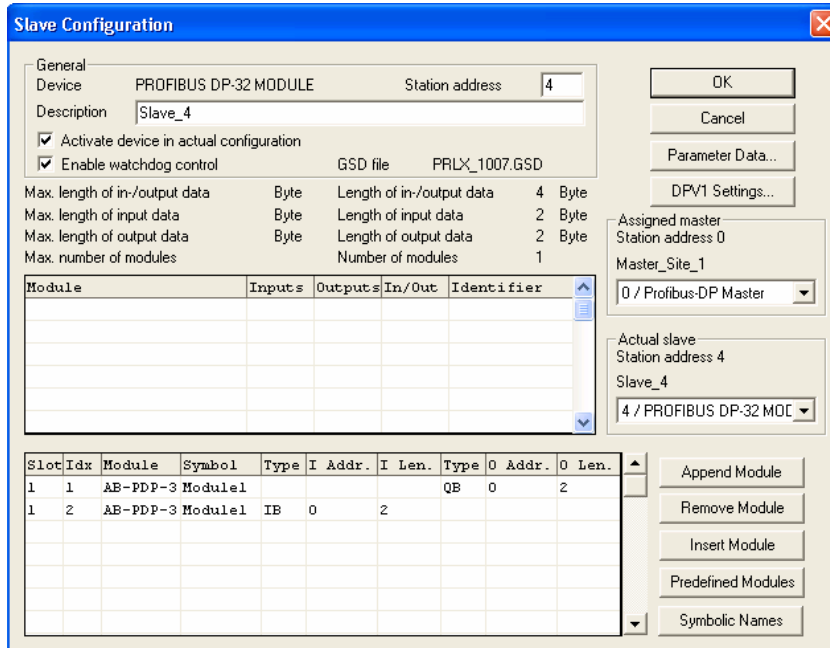 Slave Configuration
General
Device PROFIBUS DP-32 MODULE Station address 4
Description Slave_4
Activate device in actual configuration
Enable watchdog control GSD file PRLX_1007.GSD
Max. length of in-/output data Byte Length of in-/output data 4 Byte
Max. length of input data Byte Length of input data 2 Byte
Max. length of output data Byte Length of output data 2 Byte
Max. number of modules Number of modules 1
Module Inputs Outputs In/Out Identifier
OK
Cancel
Parameter Data...
DPV1 Settings...
Assigned master
Station address 0
Master_Site_1
0 / Profibus-DP Master
Actual slave
Station address 4
Slave_4
4 / PROFIBUS DP-32 MOD
Slot Idx Module Symbol Type I Addr. I Len. Type O Addr. O Len.
1 1 AB-PDP-3 Module1 QB 0 2
1 2 AB-PDP-3 Module1 IB 0 2
Append Module
Remove Module
Insert Module
Predefined Modules
Symbolic Names